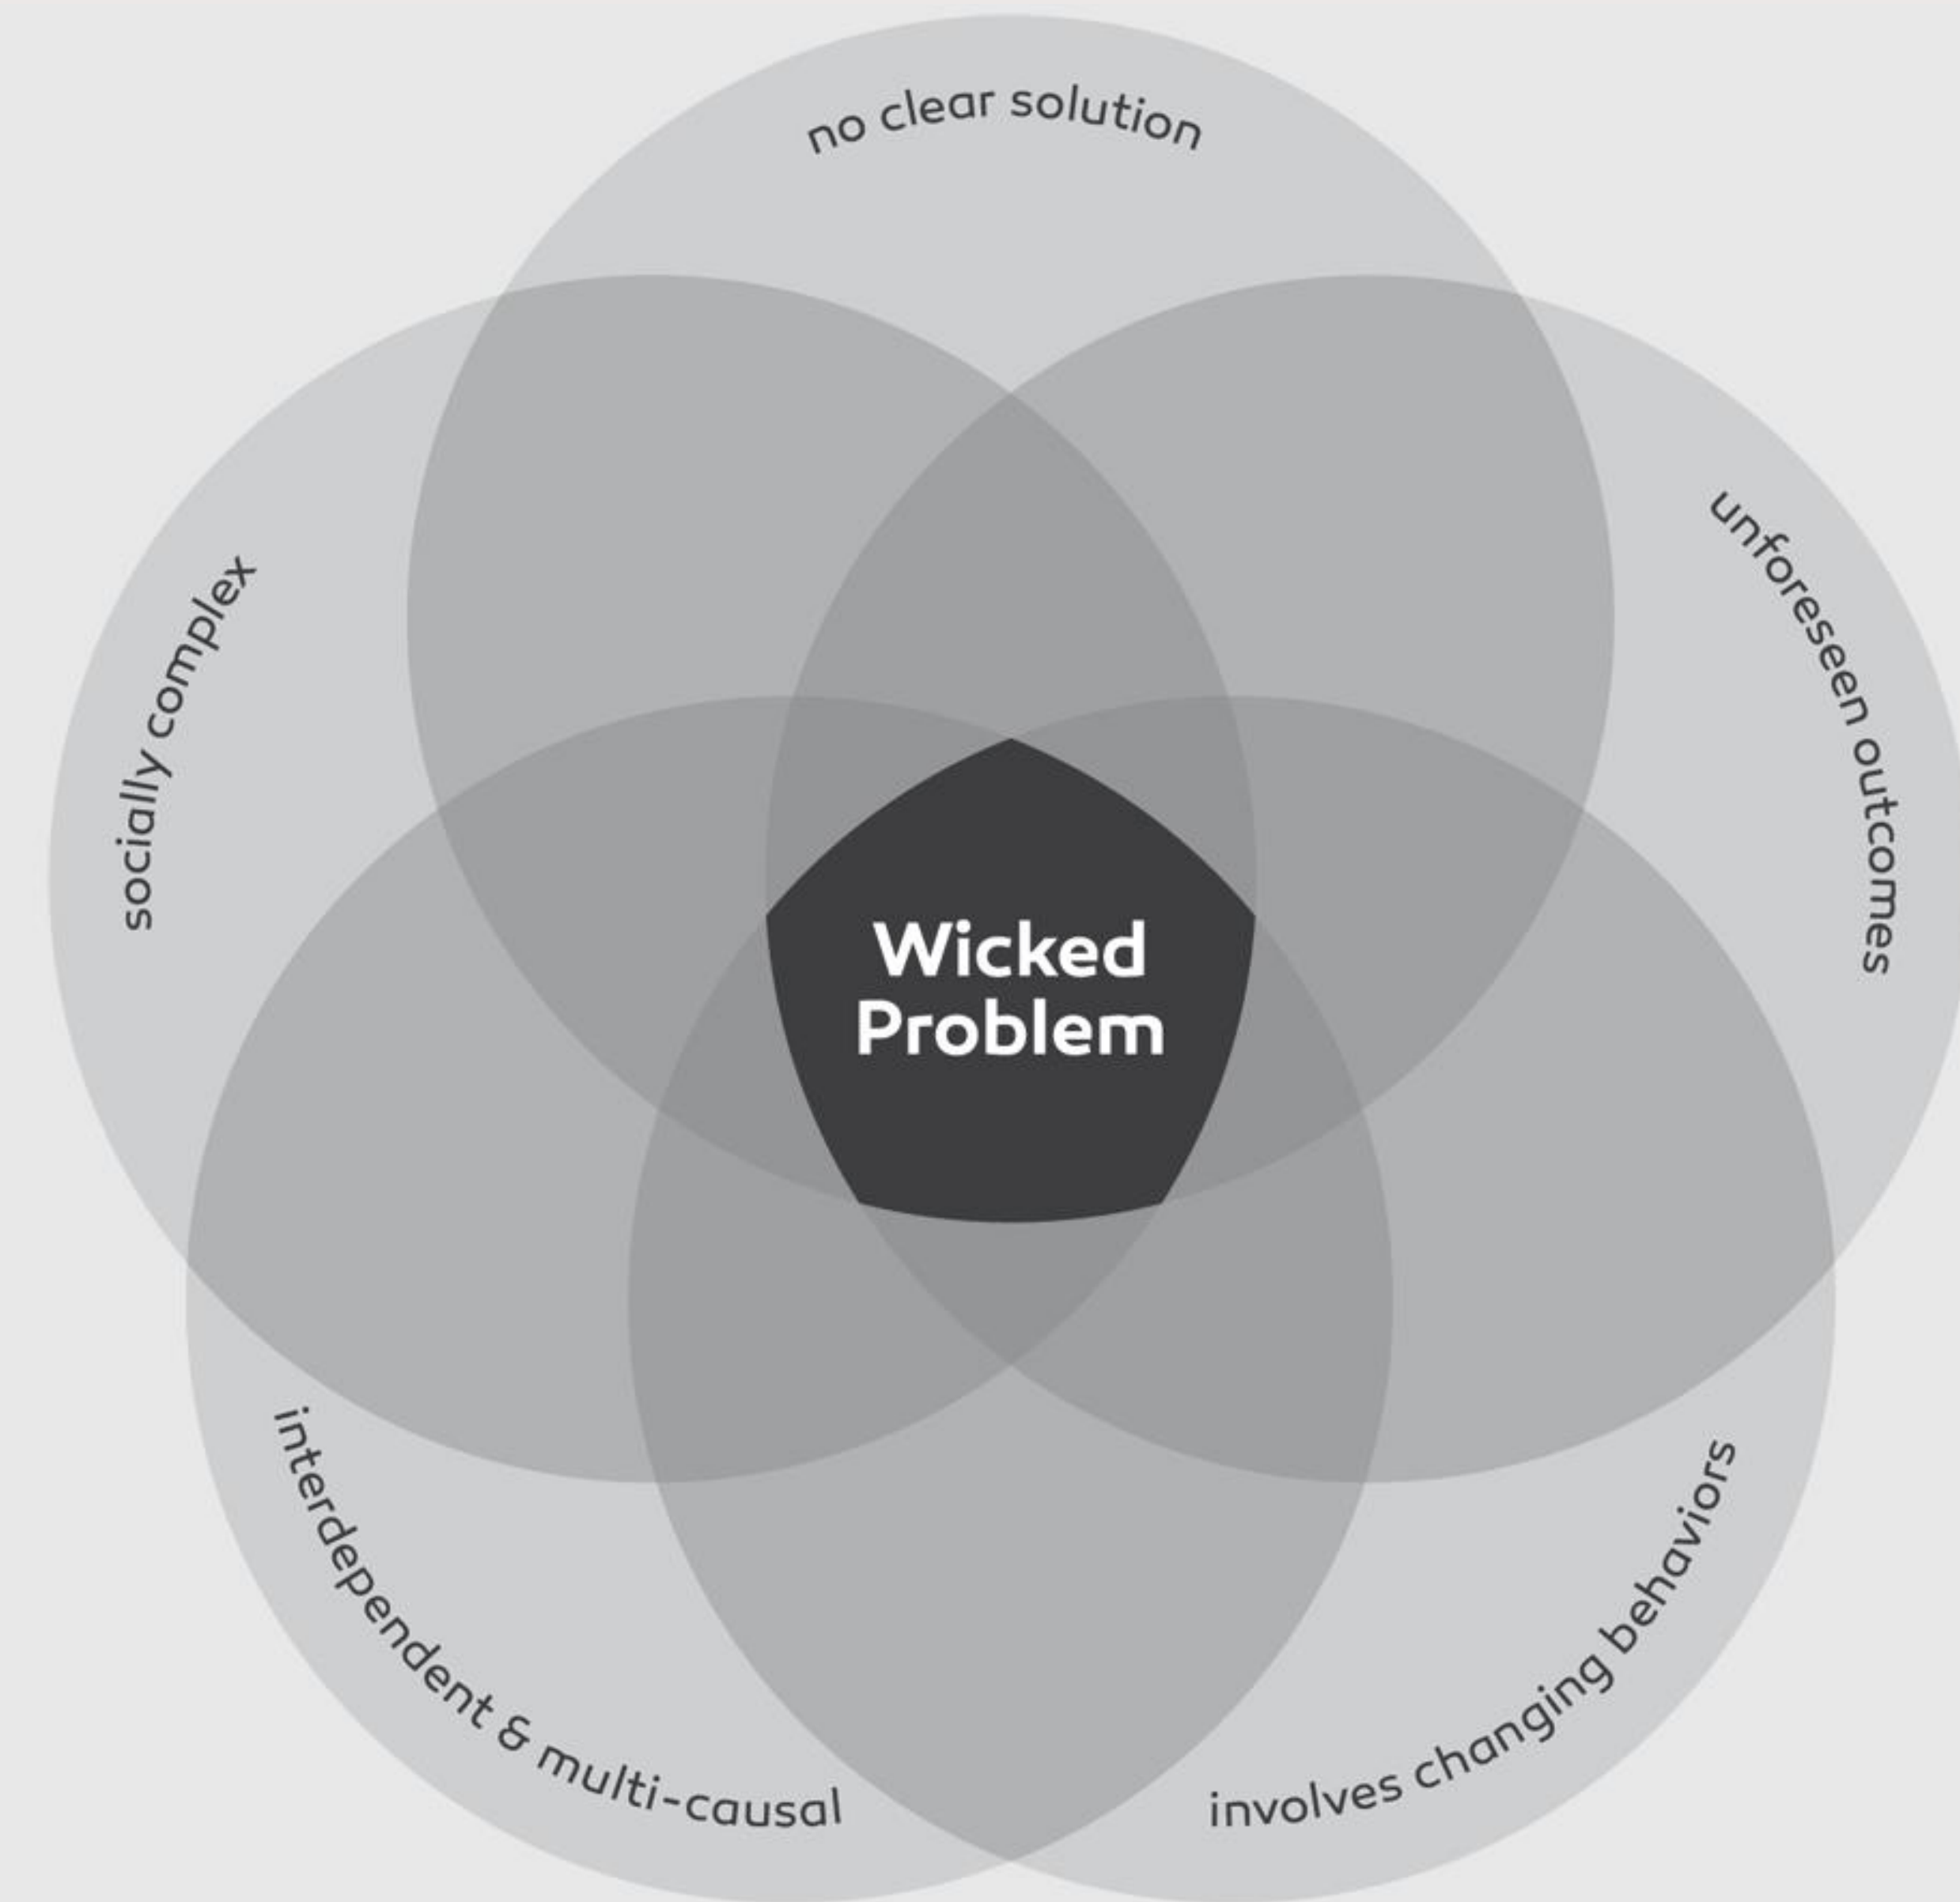 no clear solution
unforeseen outcomes
socially complex
Wicked
Problem
interdependent & multi-causal
involves changing behaviors